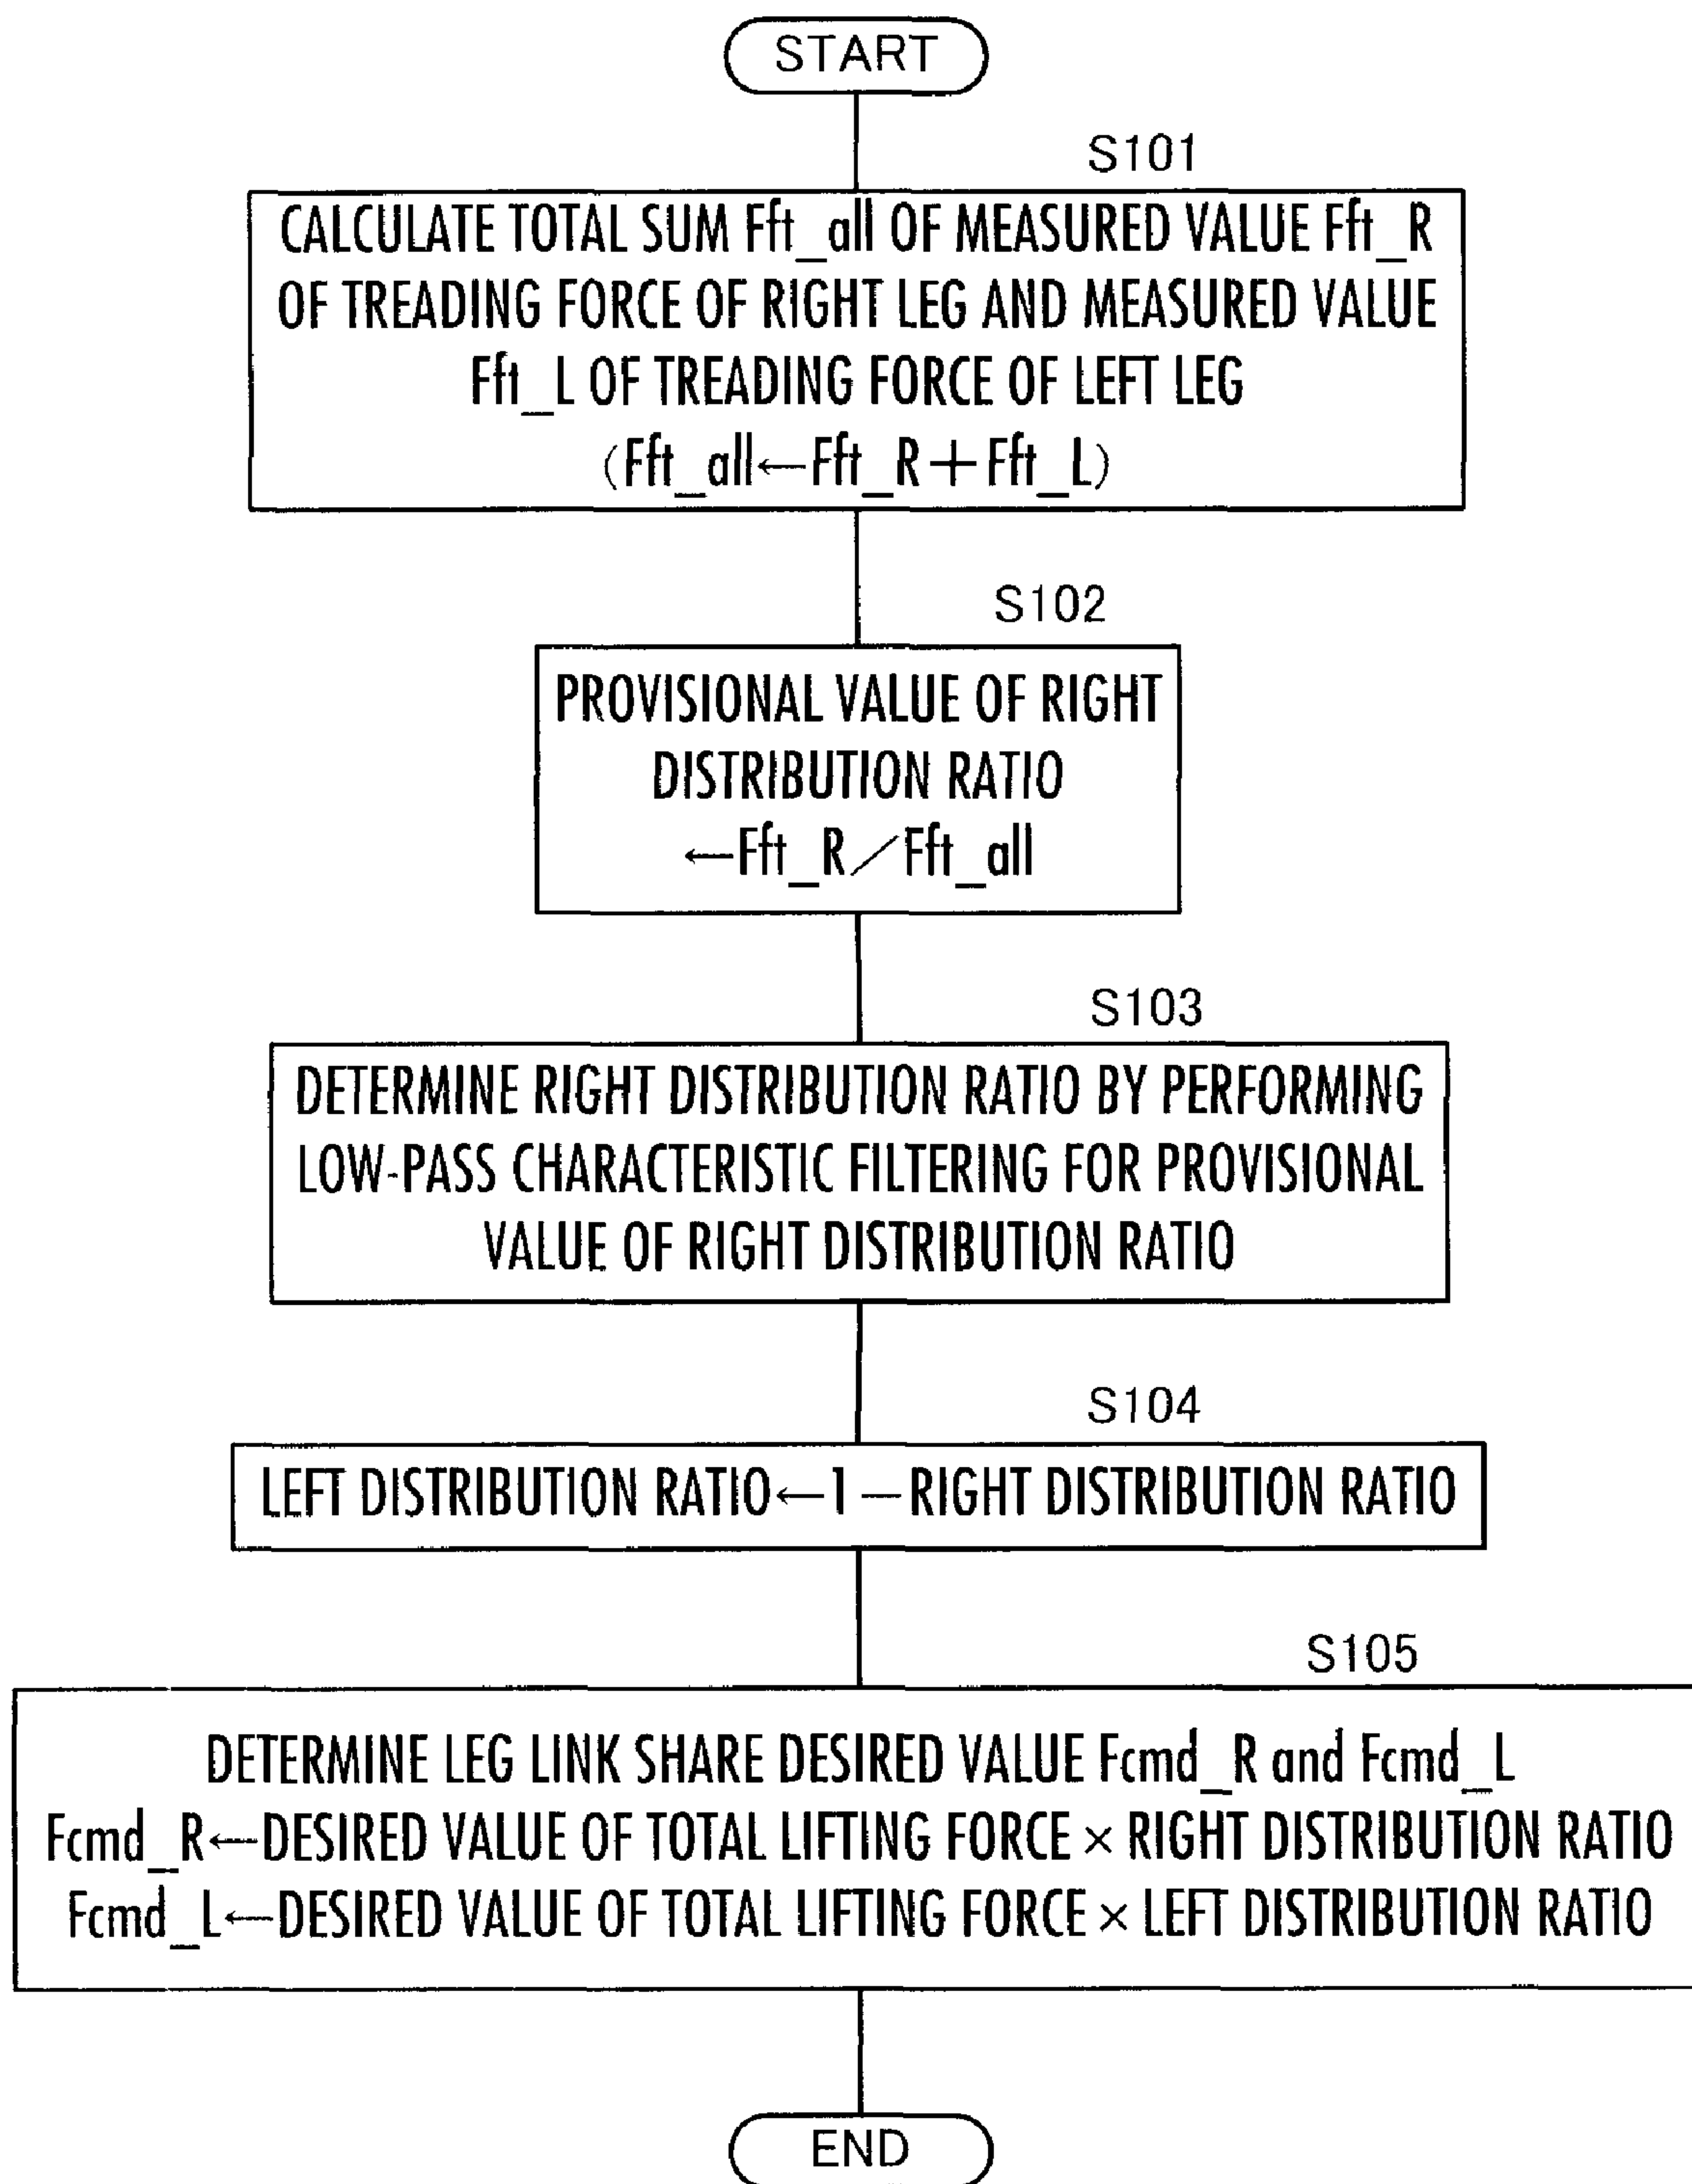 START
S101
CALCULATE TOTAL SUM Fft_all OF MEASURED VALUE Fft_R
OF TREADING FORCE OF RIGHT LEG AND MEASURED VALUE
Fft_L OF TREADING FORCE OF LEFT LEG
(Fft_all←Fft_R+Fft_L)
S102
PROVISIONAL VALUE OF RIGHT
DISTRIBUTION RATIO
←Fft_R/Fft_all
S103
DETERMINE RIGHT DISTRIBUTION RATIO BY PERFORMING
LOW-PASS CHARACTERISTIC FILTERING FOR PROVISIONAL
VALUE OF RIGHT DISTRIBUTION RATIO
S104
LEFT DISTRIBUTION RATIO←1-RIGHT DISTRIBUTION RATIO
S105
DETERMINE LEG LINK SHARE DESIRED VALUE Fcmd_R and Fcmd_L
Fcmd_R←DESIRED VALUE OF TOTAL LIFTING FORCE × RIGHT DISTRIBUTION RATIO
Fcmd_L←DESIRED VALUE OF TOTAL LIFTING FORCE × LEFT DISTRIBUTION RATIO
END